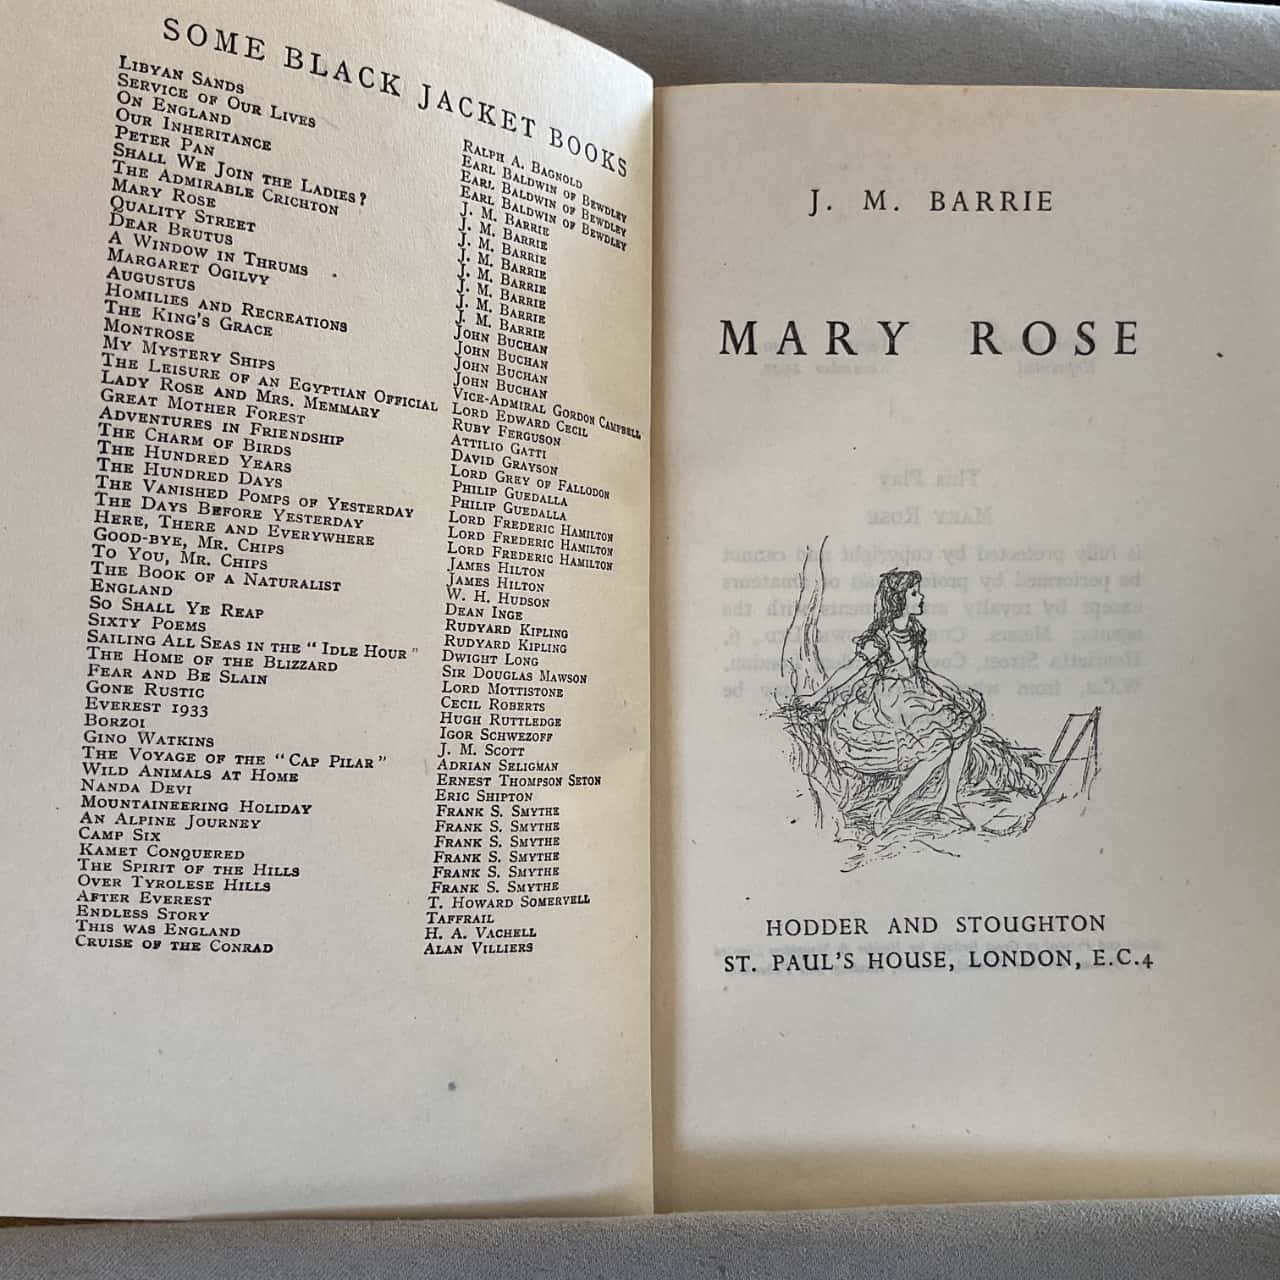 SOME BLACK JACKET BOOKS
LIBYAN SANDS RALPH A. BAGNOLD
SERVICE OF OUR LIVES EARL BALDWIN OF BEWDLEY
ON ENGLAND EARL BALDWIN OF BEWDLEY
OUR INHERITANCE EARL BALDWIN OF BEWDLEY
PETER PAN J. M. BARRIE
SHALL WE JOIN THE LADIES? J. M. BARRIE
THE ADMIRABLE CRICHTON J. M. BARRIE
MARY ROSE J. M. BARRIE
QUALITY STREET J. M. BARRIE
DEAR BRUTUS J. M. BARRIE
A WINDOW IN THRUMS J. M. BARRIE
MARGARET OGILVY J. M. BARRIE
AUGUSTUS JOHN BUCHAN
HOMILIES AND RECREATIONS JOHN BUCHAN
THE KING'S GRACE JOHN BUCHAN
MONTROSE JOHN BUCHAN
MY MYSTERY SHIPS VICE-ADMIRAL GORDON CAMPBELL
THE LEISURE OF AN EGYPTIAN OFFICIAL LORD EDWARD CECIL
LADY ROSE AND MRS. MEMMARY RUBY FERGUSON
GREAT MOTHER FOREST ATTILIO GATTI
ADVENTURES IN FRIENDSHIP DAVID GRAYSON
THE CHARM OF BIRDS LORD GREY OF FALLODON
THE HUNDRED YEARS PHILIP GUEDALLA
THE HUNDRED DAYS PHILIP GUEDALLA
THE VANISHED POMPS OF YESTERDAY LORD FREDERIC HAMILTON
THE DAYS BEFORE YESTERDAY LORD FREDERIC HAMILTON
HERE, THERE AND EVERYWHERE LORD FREDERIC HAMILTON
GOOD-BYE, MR. CHIPS JAMES HILTON
TO YOU, MR. CHIPS JAMES HILTON
THE BOOK OF A NATURALIST W. H. HUDSON
ENGLAND DEAN INGE
SO SHALL YE REAP RUDYARD KIPLING
SIXTY POEMS RUDYARD KIPLING
SAILING ALL SEAS IN THE "IDLE HOUR" DWIGHT LONG
THE HOME OF THE BLIZZARD SIR DOUGLAS MAWSON
FEAR AND BE SLAIN LORD MOTTISTONE
GONE RUSTIC CECIL ROBERTS
EVEREST 1933 HUGH RUTTLEDGE
BORZOI IGOR SCHWEZOFF
GINO WATKINS J. M. SCOTT
THE VOYAGE OF THE "CAP PILAR" ADRIAN SELIGMAN
WILD ANIMALS AT HOME ERNEST THOMPSON SETON
NANDA DEVI ERIC SHIPTON
MOUNTAINEERING HOLIDAY FRANK S. SMYTHE
AN ALPINE JOURNEY FRANK S. SMYTHE
CAMP SIX FRANK S. SMYTHE
KAMET CONQUERED FRANK S. SMYTHE
THE SPIRIT OF THE HILLS FRANK S. SMYTHE
OVER TYROLESE HILLS FRANK S. SMYTHE
AFTER EVEREST T. HOWARD SOMERVELL
ENDLESS STORY TAFFRAIL
THIS WAS ENGLAND H. A. VACHELL
CRUISE OF THE CONRAD ALAN VILLIERS
J. M. BARRIE
MARY ROSE
HODDER AND STOUGHTON
ST. PAUL'S HOUSE, LONDON, E.C.4